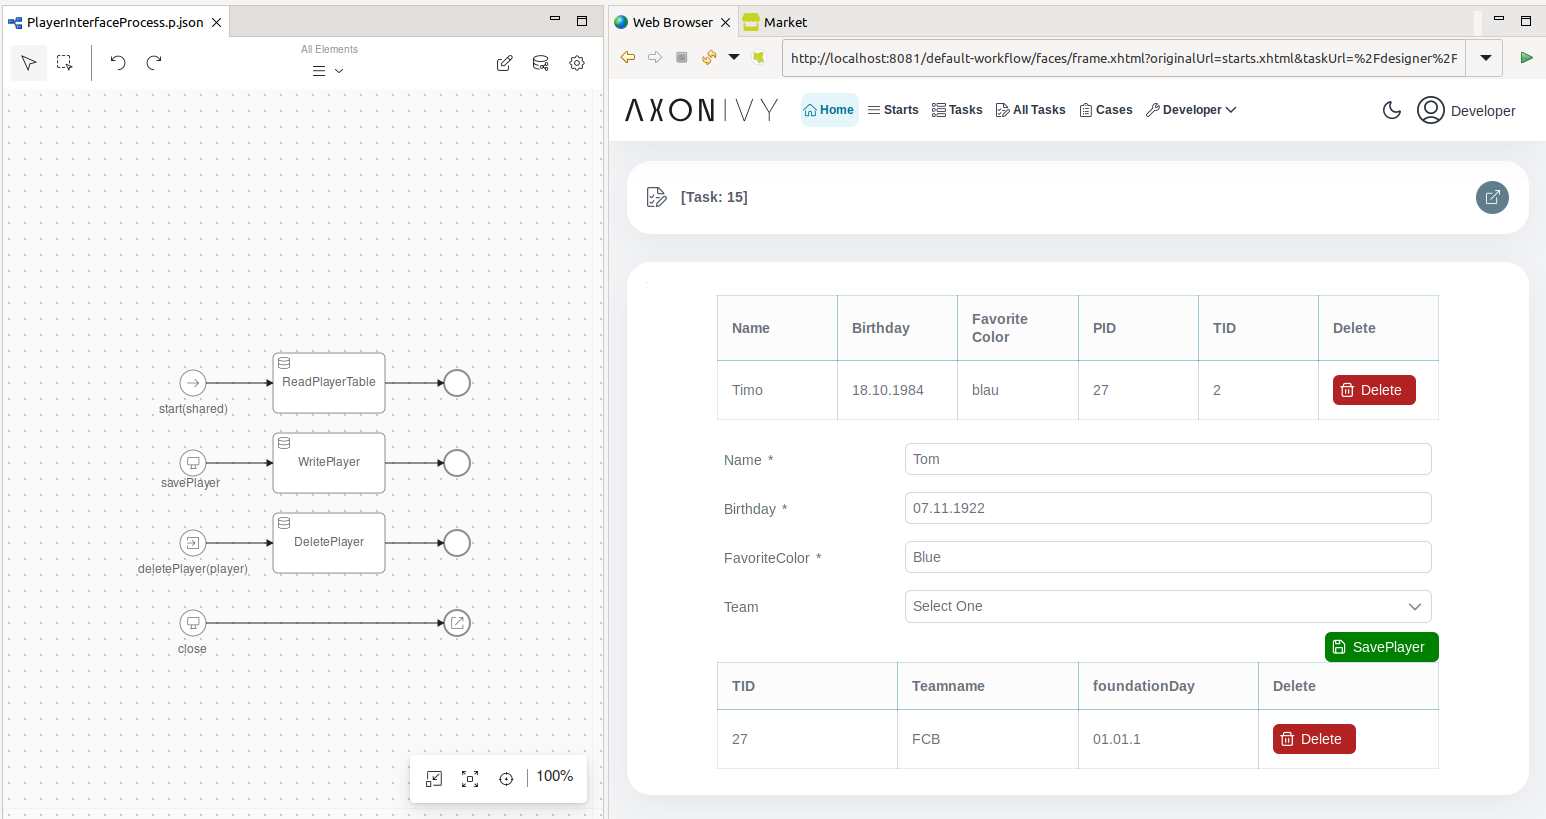 PlayerInterfaceProcess.p.json
All Elements
ReadPlayerTable
start(shared)
WritePlayer
savePlayer
DeletePlayer
deletePlayer(player)
close
100%
Web Browser
Market
http://localhost:8081/default-workflow/faces/frame.xhtml?originalUrl=starts.xhtml&taskUrl=%2Fdesigner%2F
AXONIVY
Home
Starts
Tasks
All Tasks
Cases
Developer
Developer
[Task: 15]
Name Birthday Favorite Color PID TID Delete
Timo 18.10.1984 blau 27 2 Delete
Name * Tom
Birthday * 07.11.1922
FavoriteColor * Blue
Team Select One
SavePlayer
TID Teamname foundationDay Delete
27 FCB 01.01.1 Delete